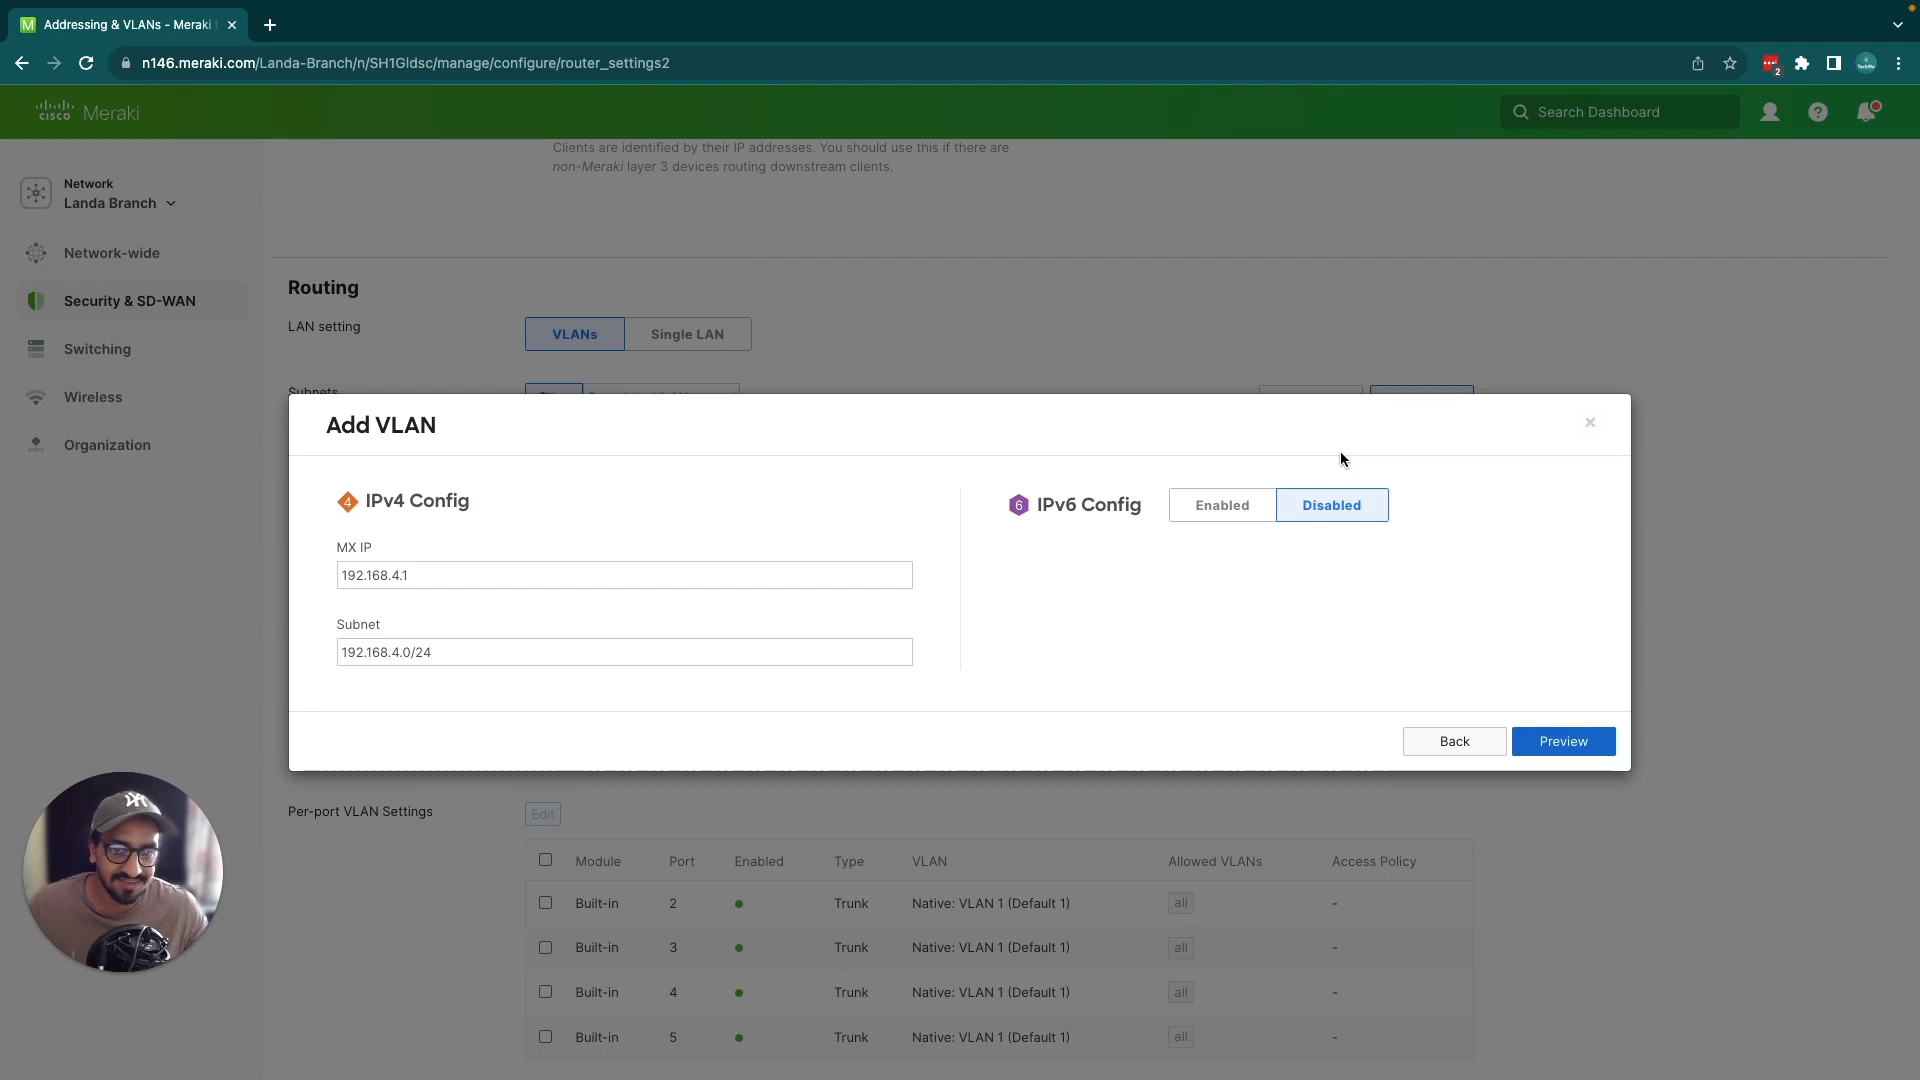 M Addressing & VLANs - Meraki
n146.meraki.com/Landa-Branch/n/SH1Gldsc/manage/configure/router_settings2
2
cisco Meraki
Search Dashboard
?
Clients are identified by their IP addresses. You should use this if there are
non-Meraki layer 3 devices routing downstream clients.
Network
Landa Branch
Network-wide
Security & SD-WAN
Switching
Wireless
Organization
Routing
LAN setting
VLANs
Single LAN
Subnets
Add VLAN
×
4 IPv4 Config
6 IPv6 Config
Enabled
Disabled
MX IP
192.168.4.1
Subnet
192.168.4.0/24
Back
Preview
Per-port VLAN Settings
Edit
Module Port Enabled Type VLAN Allowed VLANs Access Policy
Built-in 2 Trunk Native: VLAN 1 (Default 1) all -
Built-in 3 Trunk Native: VLAN 1 (Default 1) all -
Built-in 4 Trunk Native: VLAN 1 (Default 1) all -
Built-in 5 Trunk Native: VLAN 1 (Default 1) all -